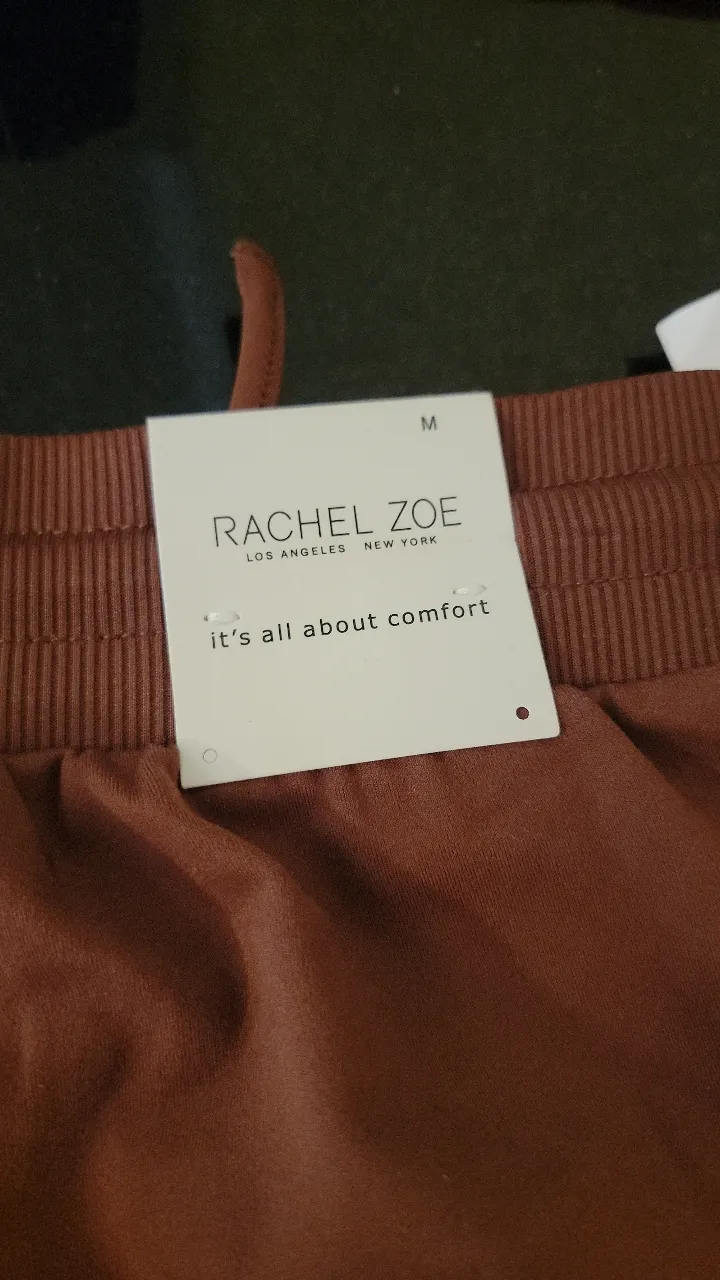 M
RACHEL ZOE
LOS ANGELES NEW YORK
it's all about comfort